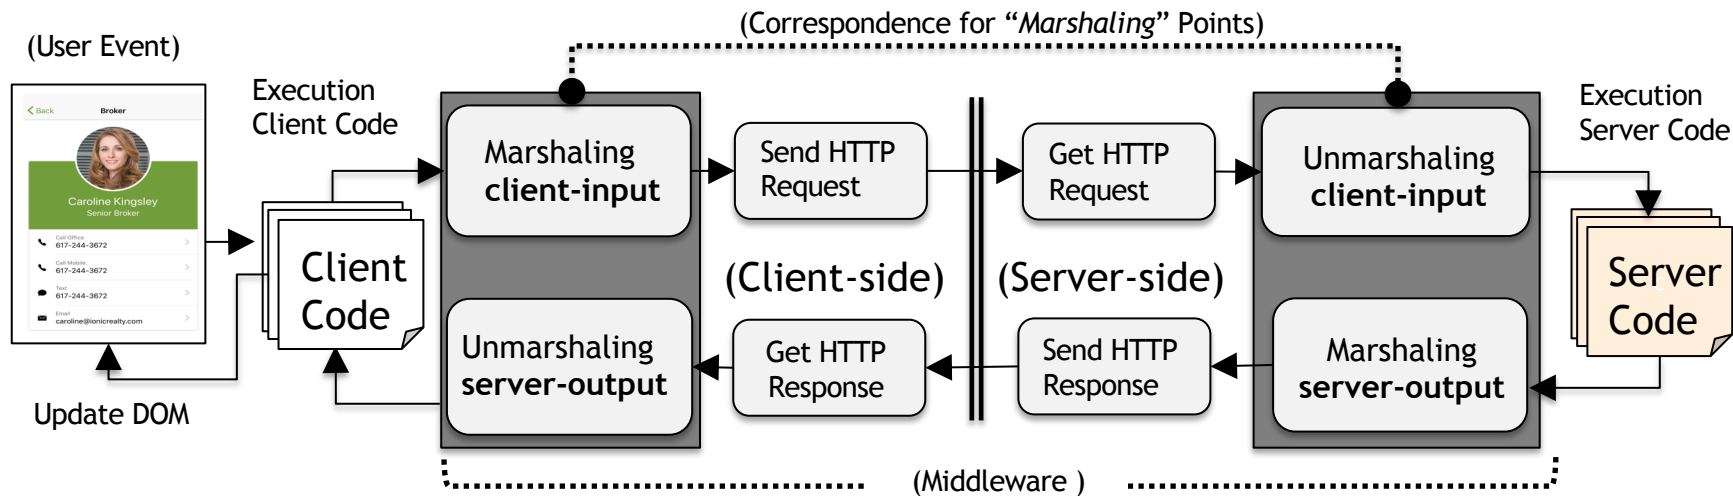 (Correspondence for “Marshaling” Points)
(User Event)
Back
Broker
Caroline Kingsley
Senior Broker
Call Office
617-244-3672
Call Mobile
617-244-3672
Text
617-244-3672
Email
caroline@ionicrealty.com
Update DOM
Execution
Client Code
Client
Code
Marshaling
client-input
Send HTTP
Request
Get HTTP
Request
Unmarshaling
client-input
Execution
Server Code
(Client-side)
(Server-side)
Server
Code
Unmarshaling
server-output
Get HTTP
Response
Send HTTP
Response
Marshaling
server-output
(Middleware )